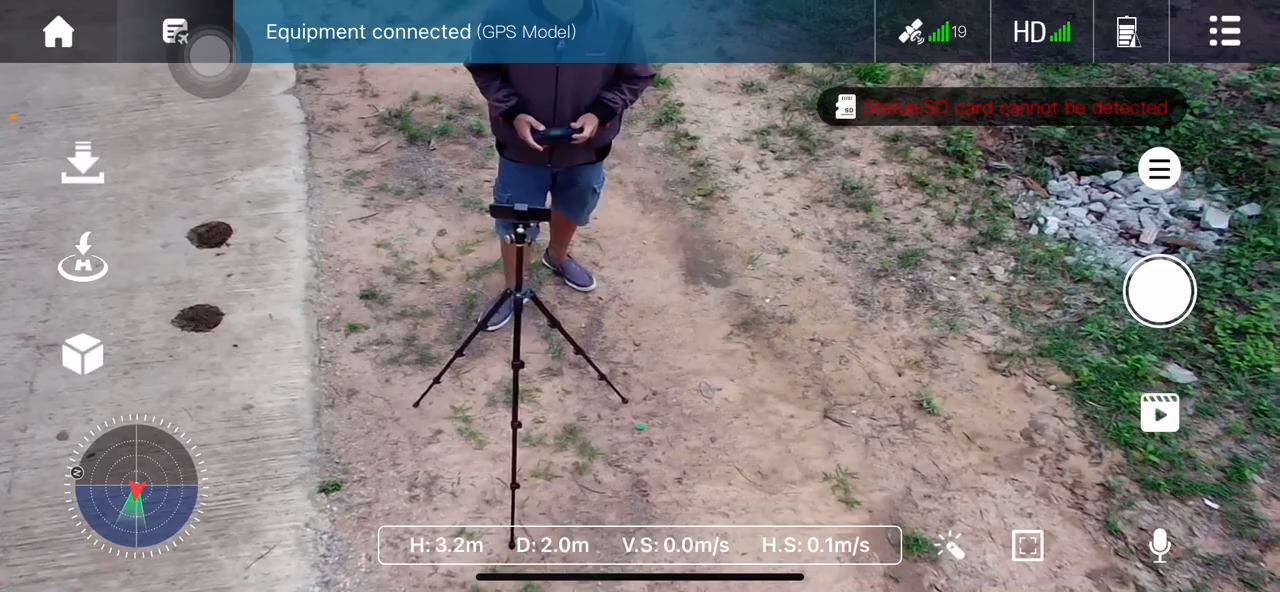 Equipment connected (GPS Model)
19
HD
SD
Statue:SD card cannot be detected
H
N
H: 3.2m D: 2.0m V.S: 0.0m/s H.S: 0.1m/s